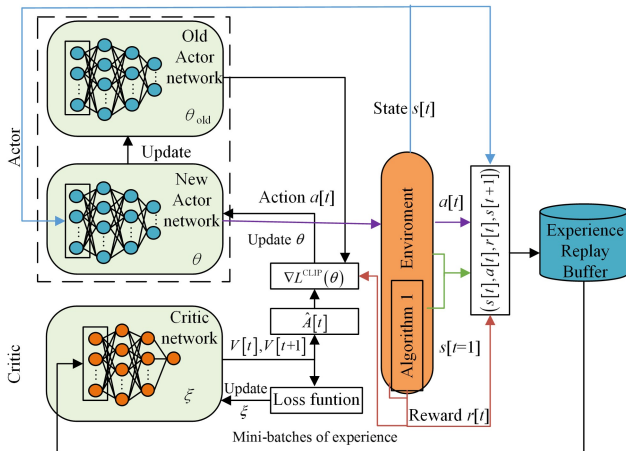 Old
Actor
network
θ_old
State s[t]
Actor
Update
New
Actor
network
θ
Action a[t]
Update θ
∇L^CLIP(θ)
Â[t]
Enviroment
Algorithm 1
a[t]
s[t=1]
(s[t],a[t],r[t],s[t+1])
Experience
Replay
Buffer
Critic
Critic
network
ξ
V[t],V[t+1]
Update
ξ
Loss funtion
Reward r[t]
Mini-batches of experience